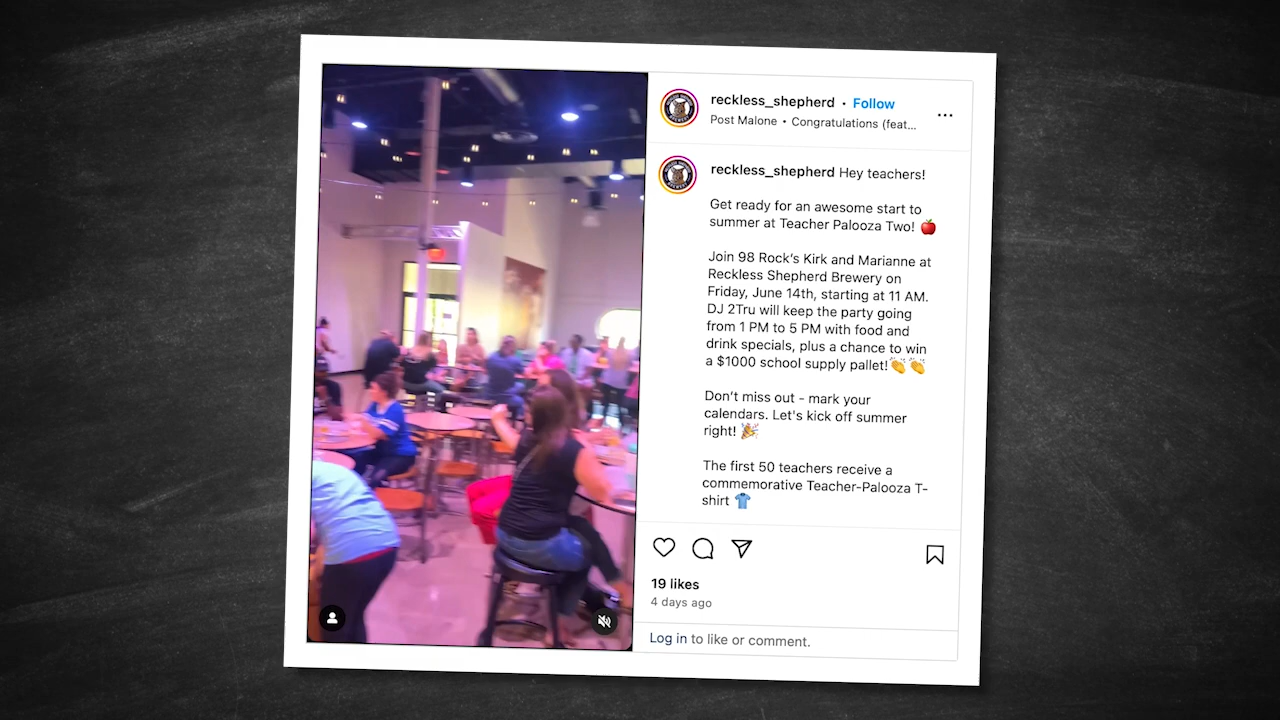 reckless_shepherd • Follow
Post Malone • Congratulations (feat...
reckless_shepherd Hey teachers!
Get ready for an awesome start to
summer at Teacher Palooza Two! 🍎
Join 98 Rock's Kirk and Marianne at
Reckless Shepherd Brewery on
Friday, June 14th, starting at 11 AM.
DJ 2Tru will keep the party going
from 1 PM to 5 PM with food and
drink specials, plus a chance to win
a $1000 school supply pallet!👏👏
Don't miss out - mark your
calendars. Let's kick off summer
right! 🎉
The first 50 teachers receive a
commemorative Teacher-Palooza T-
shirt 👕
19 likes
4 days ago
Log in to like or comment.